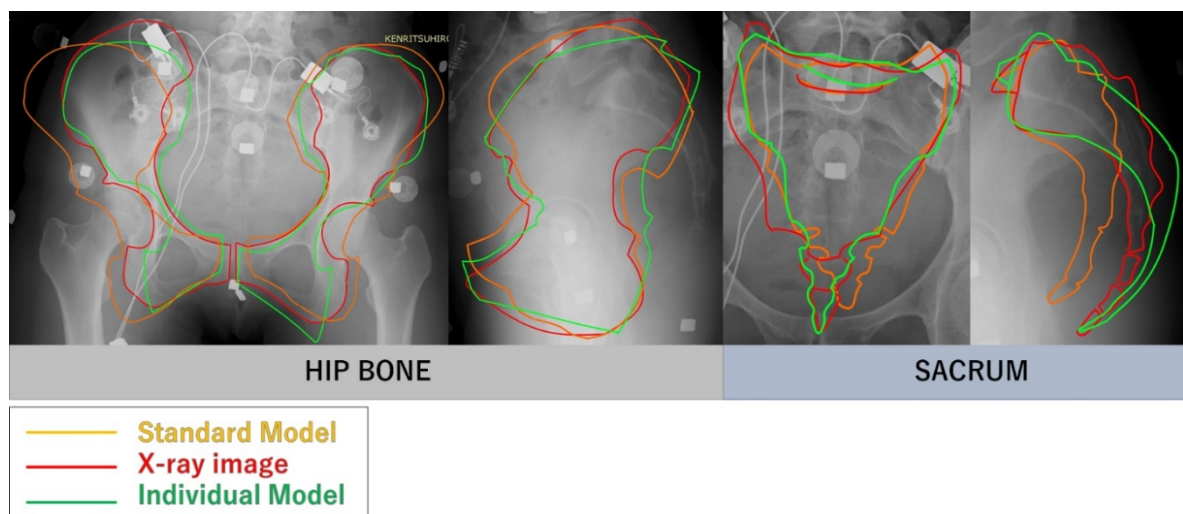 KENRITSUHIRO
HIP BONE
SACRUM
Standard Model
X-ray image
Individual Model